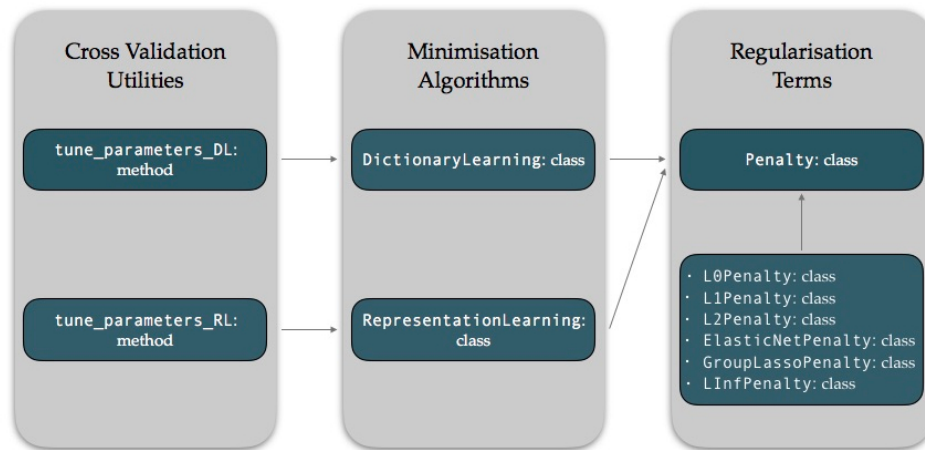 Cross Validation
Utilities
tune_parameters_DL:
method
tune_parameters_RL:
method
Minimisation
Algorithms
DictionaryLearning: class
RepresentationLearning:
class
Regularisation
Terms
Penalty: class
· L0Penalty: class
· L1Penalty: class
· L2Penalty: class
· ElasticNetPenalty: class
· GroupLassoPenalty: class
· LInfPenalty: class